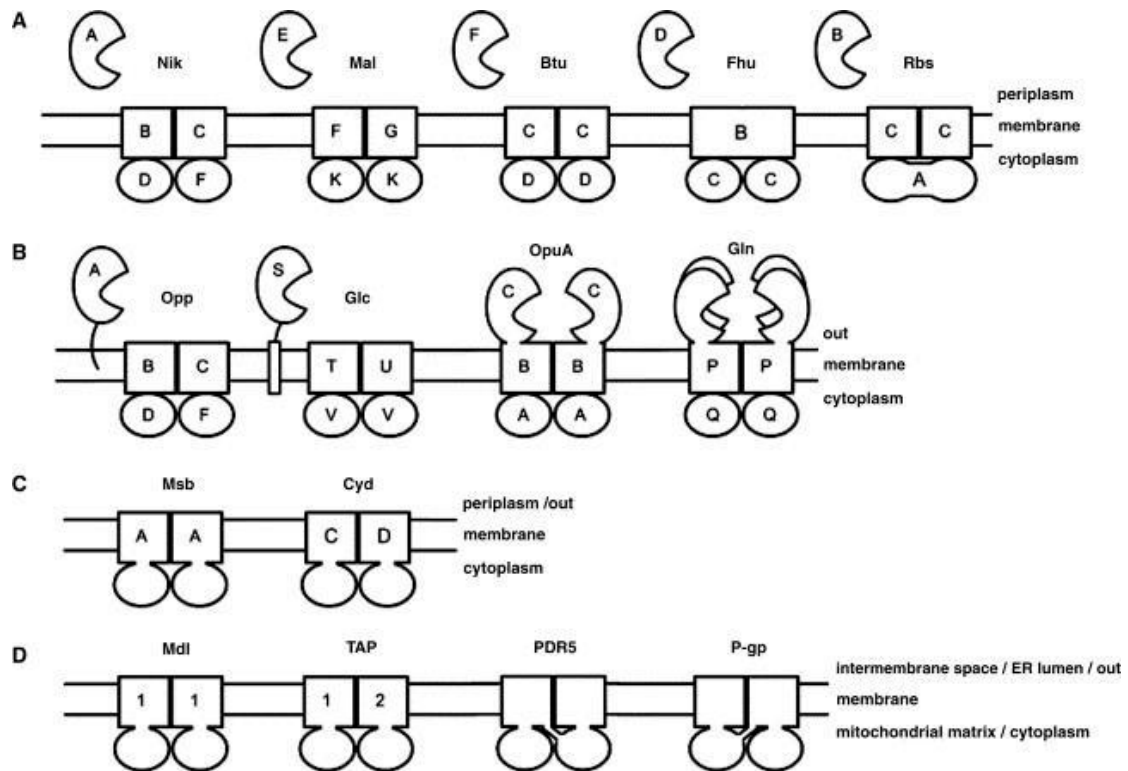 A
A E F D B
Nik Mal Btu Fhu Rbs
periplasm
B C F G C C B C C membrane
cytoplasm
D F K K D D C C A
B
OpuA Gln
A S C C
Opp Glc
out
B C T U B B P P membrane
cytoplasm
D F V V A A Q Q
C
Msb Cyd
periplasm /out
A A C D membrane
cytoplasm
D
Mdl TAP PDR5 P-gp
intermembrane space / ER lumen / out
1 1 1 2 membrane
mitochondrial matrix / cytoplasm